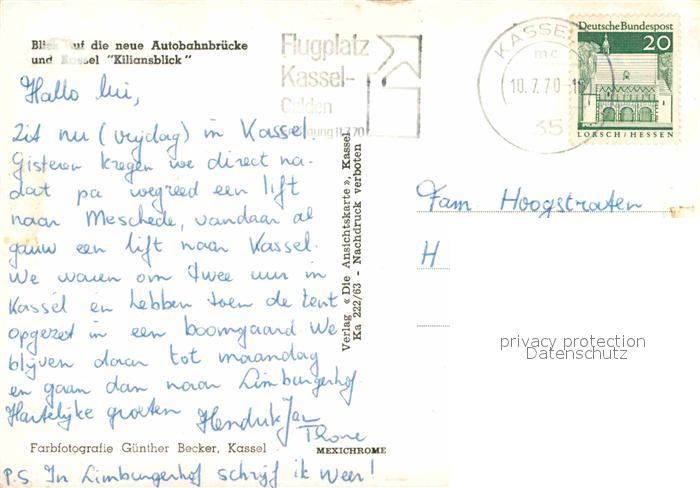 Blick auf die neue Autobahnbrücke
und Kassel "Kiliansblick"
Hallo lui,
Zit nu (vrijdag) in Kassel.
Gisteren kregen we direct na-
dat pa wegreed een lift
naar Meschede, vandaar al
gauw een lift naar Kassel.
We waren om twee uur in
Kassel en hebben toen de tent
opgezet in een boomgaard We
blijven daar tot maandag
en gaan dan naar Limburgerhof
Hartelijke groeten Hendrik Jan
Farbfotografie Günther Becker, Kassel MEXICHROME
P.S. In Limburgerhof schrijf ik weer!
Verlag «Die Ansichtskarte», Kassel
Ka 222/63 - Nachdruck verboten
Flugplatz
Kassel-
Calden
KASSEL
mc
10.7.70
35
Deutsche Bundespost
20
LORSCH/HESSEN
Fam. Hoogstraten
H
privacy protection
Datenschutz